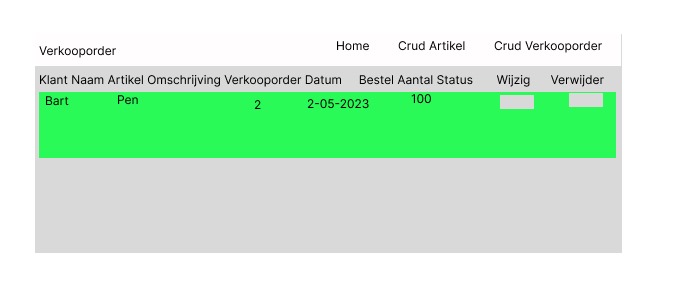 Verkooporder Home Crud Artikel Crud Verkooporder
Klant Naam Artikel Omschrijving Verkooporder Datum Bestel Aantal Status Wijzig Verwijder
Bart Pen 2 2-05-2023 100